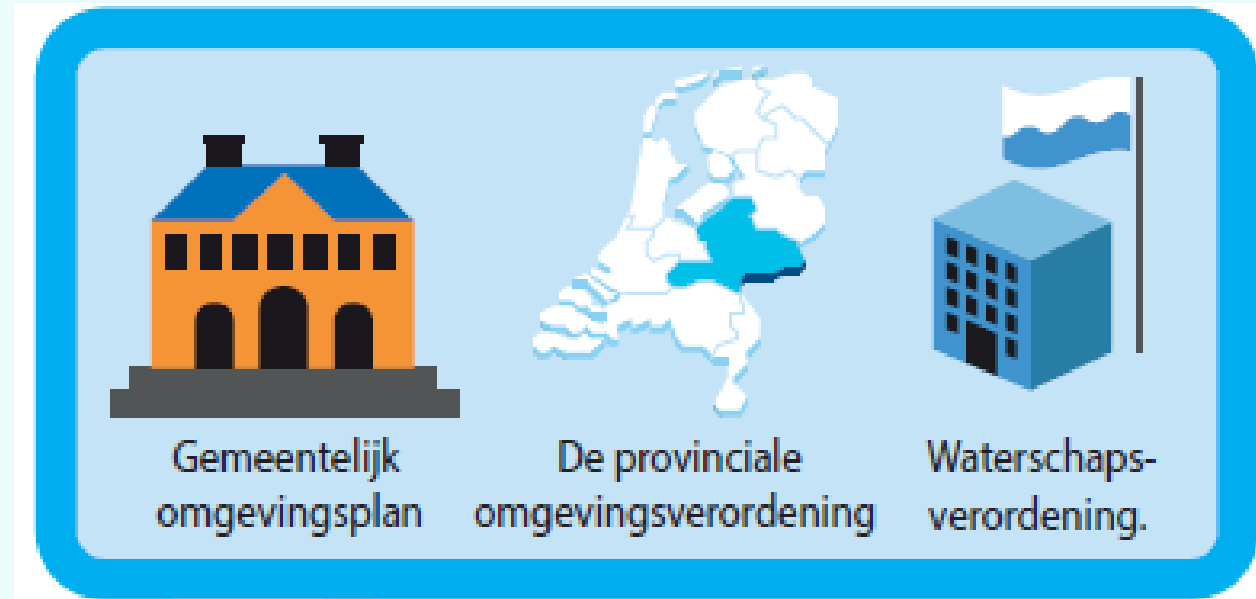 Gemeentelijk
omgevingsplan
De provinciale
omgevingsverordening
Waterschaps-
verordening.